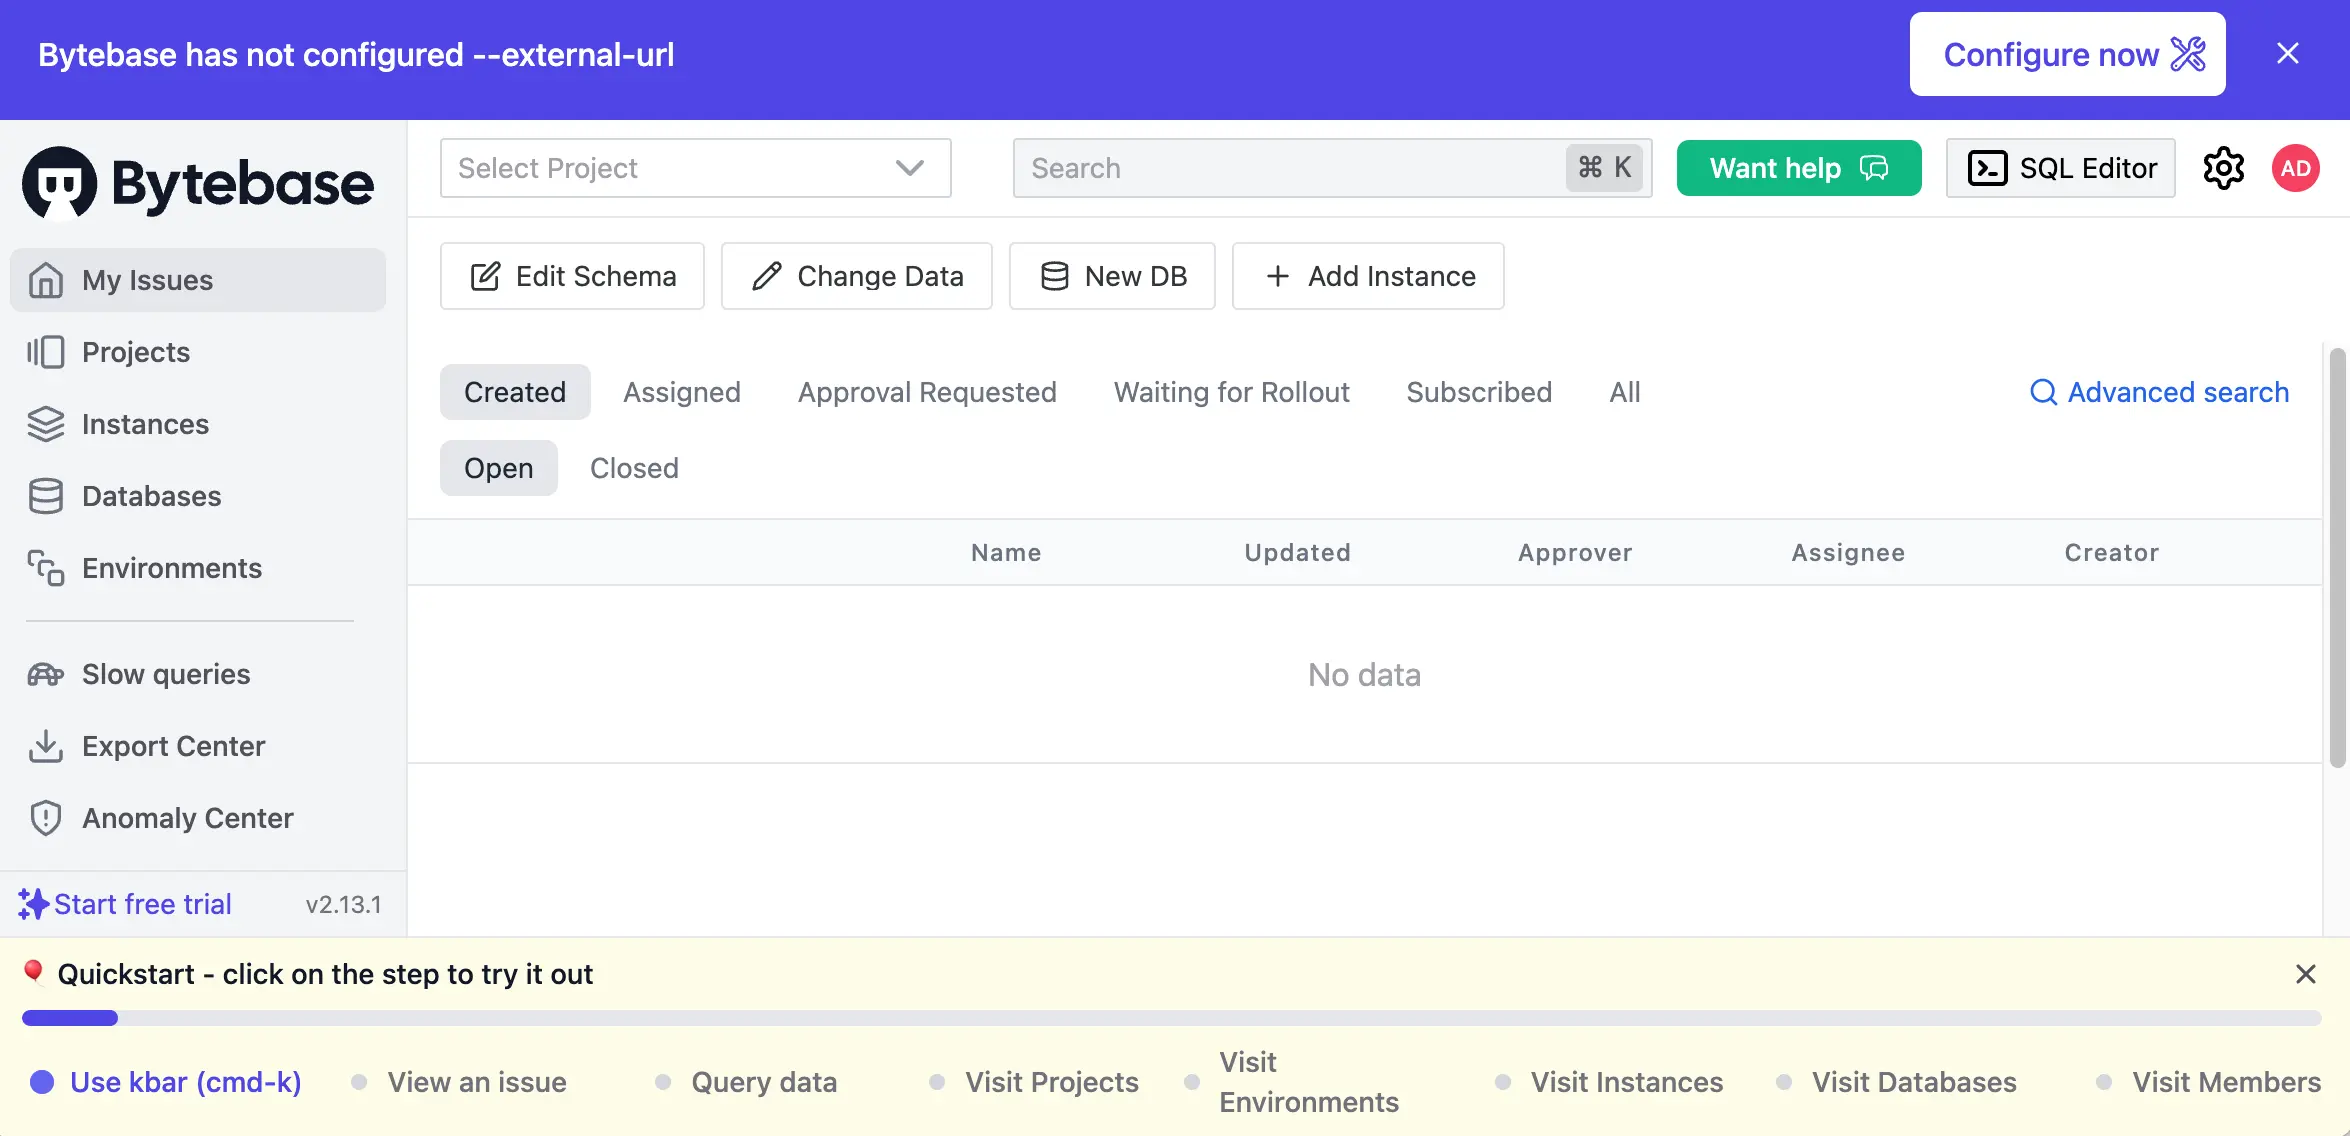 Bytebase has not configured --external-url
Configure now
Bytebase
Select Project
Search
⌘ K
Want help
SQL Editor
AD
My Issues
Projects
Instances
Databases
Environments
Slow queries
Export Center
Anomaly Center
Start free trial
v2.13.1
Edit Schema
Change Data
New DB
Add Instance
Created
Assigned
Approval Requested
Waiting for Rollout
Subscribed
All
Advanced search
Open
Closed
Name
Updated
Approver
Assignee
Creator
No data
Quickstart - click on the step to try it out
Use kbar (cmd-k)
View an issue
Query data
Visit Projects
Visit
Environments
Visit Instances
Visit Databases
Visit Members